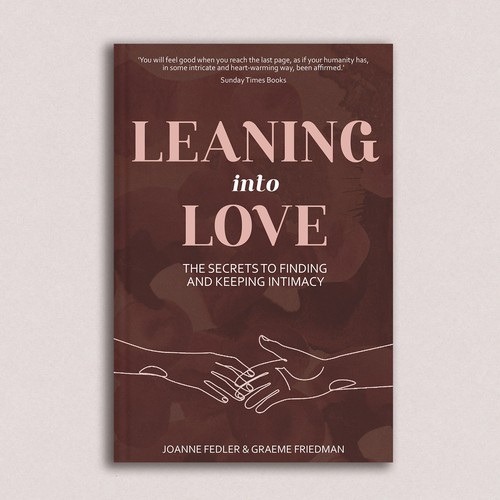 'You will feel good when you reach the last page, as if your humanity has,
in some intricate and heart-warming way, been affirmed.'
Sunday Times Books
LEANING
into
LOVE
THE SECRETS TO FINDING
AND KEEPING INTIMACY
JOANNE FEDLER & GRAEME FRIEDMAN